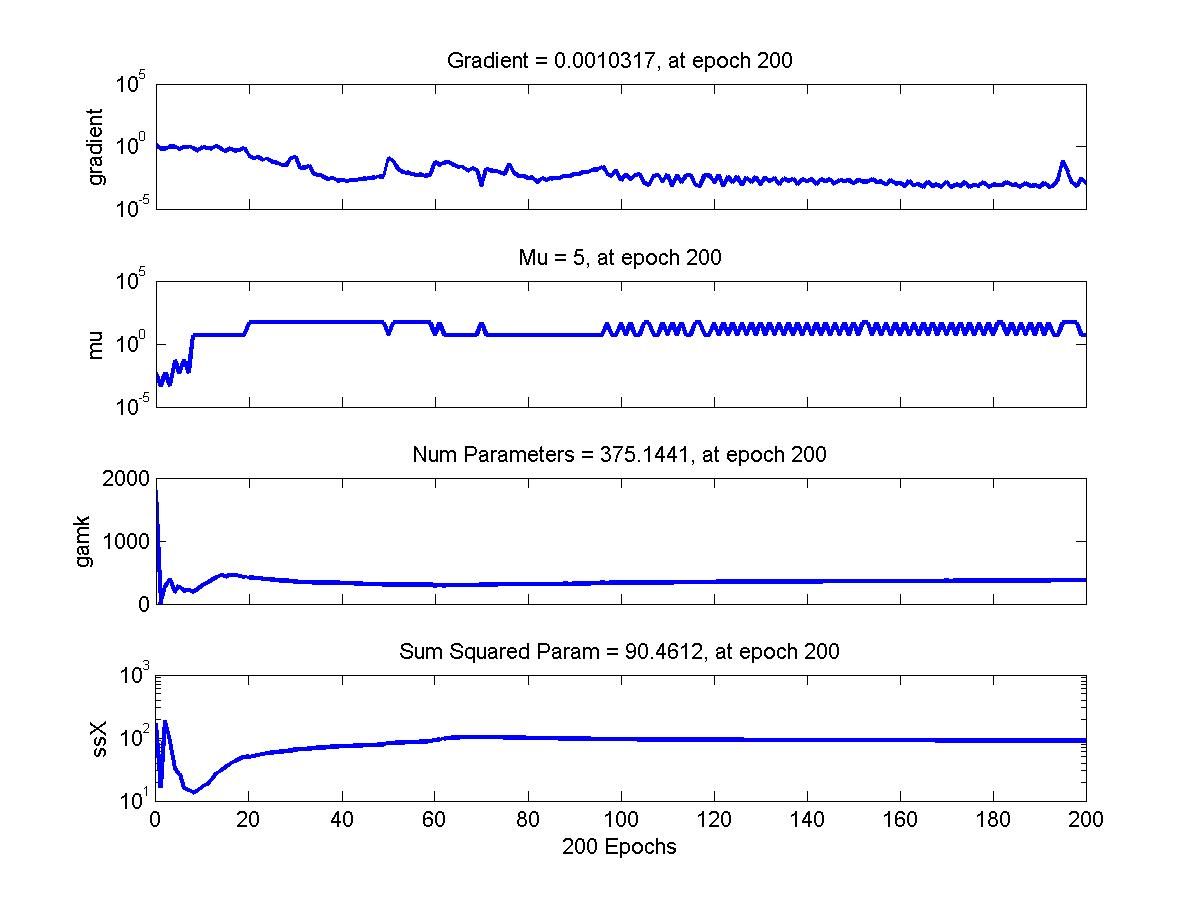 Gradient = 0.0010317, at epoch 200
10^5
10^0
10^-5
gradient
Mu = 5, at epoch 200
10^5
10^0
10^-5
mu
Num Parameters = 375.1441, at epoch 200
2000
1000
0
gamk
Sum Squared Param = 90.4612, at epoch 200
10^3
10^2
10^1
ssX
0 20 40 60 80 100 120 140 160 180 200
200 Epochs